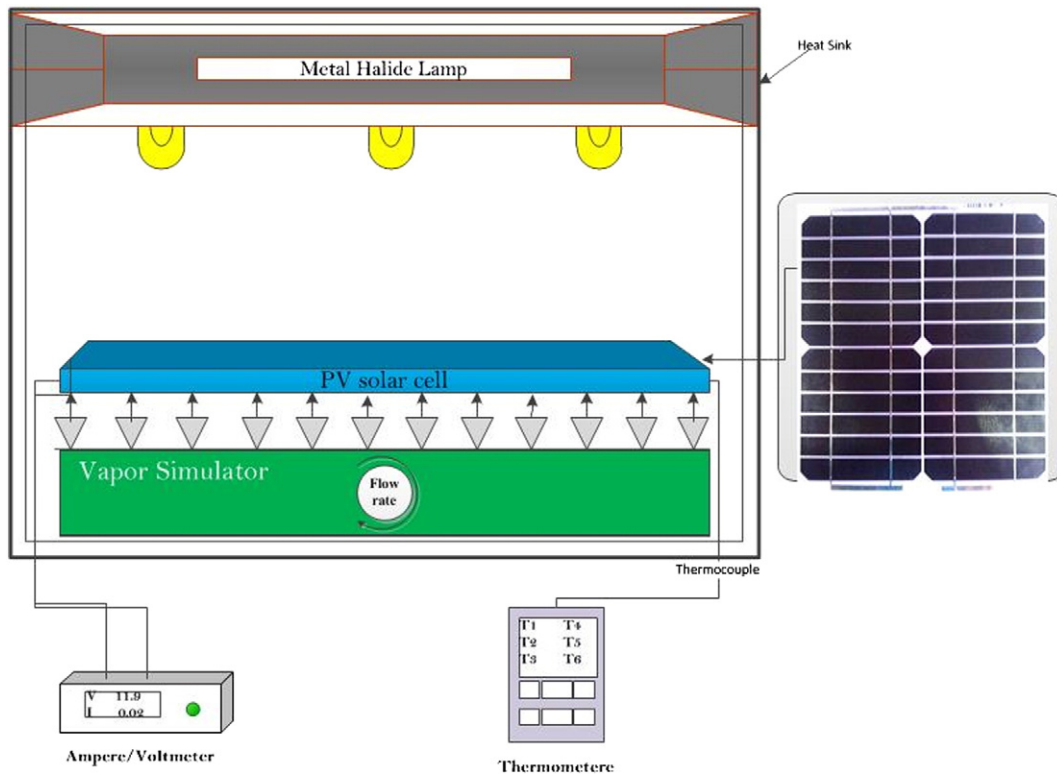 Heat Sink
Metal Halide Lamp
PV solar cell
Vapor Simulator
Flow
rate
Thermocouple
T1 T4
T2 T5
T3 T6
V 11.9
I 0.02
Ampere/Voltmeter
Thermometere